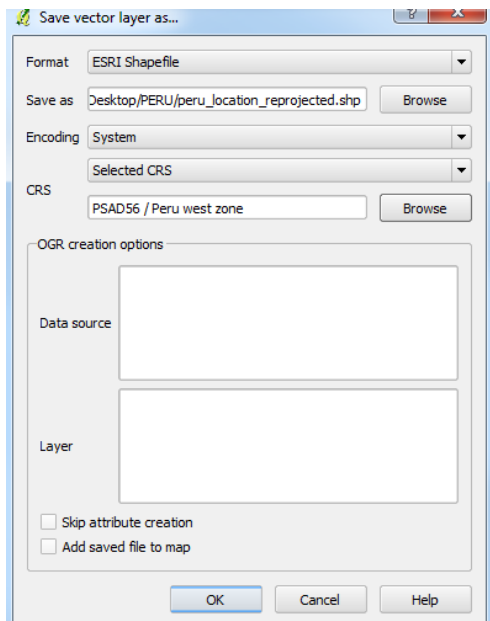 Save vector layer as...
Format ESRI Shapefile
Save as Desktop/PERU/peru_location_reprojected.shp Browse
Encoding System
Selected CRS
CRS
PSAD56 / Peru west zone Browse
OGR creation options
Data source
Layer
Skip attribute creation
Add saved file to map
OK Cancel Help